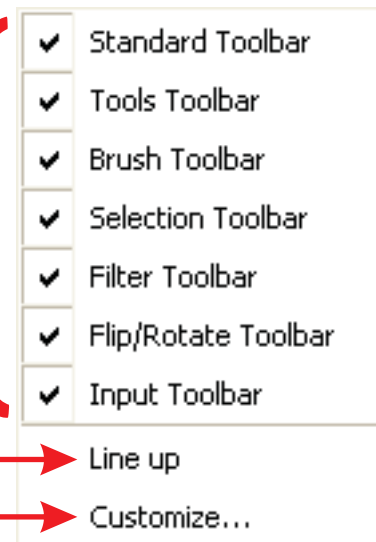 Standard Toolbar
Tools Toolbar
Brush Toolbar
Selection Toolbar
Filter Toolbar
Flip/Rotate Toolbar
Input Toolbar
Line up
Customize...